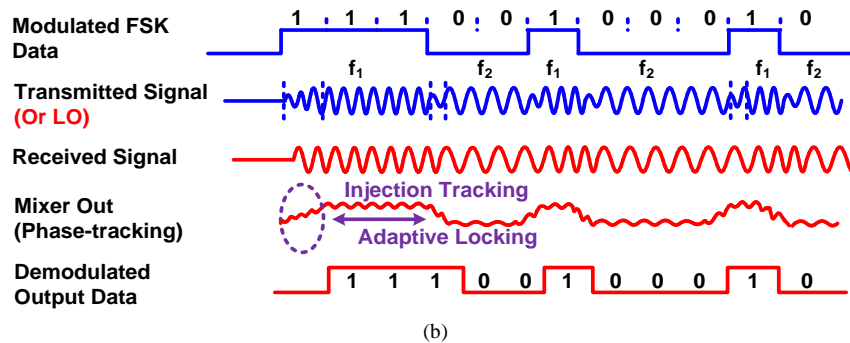 1 1 1 0 0 1 0 0 0 1 0
Modulated FSK
Data
f1 f2 f1 f2 f1 f2
Transmitted Signal
(Or LO)
Received Signal
Injection Tracking
Mixer Out
(Phase-tracking)
Adaptive Locking
Demodulated
Output Data
1 1 1 0 0 1 0 0 0 1 0
(b)